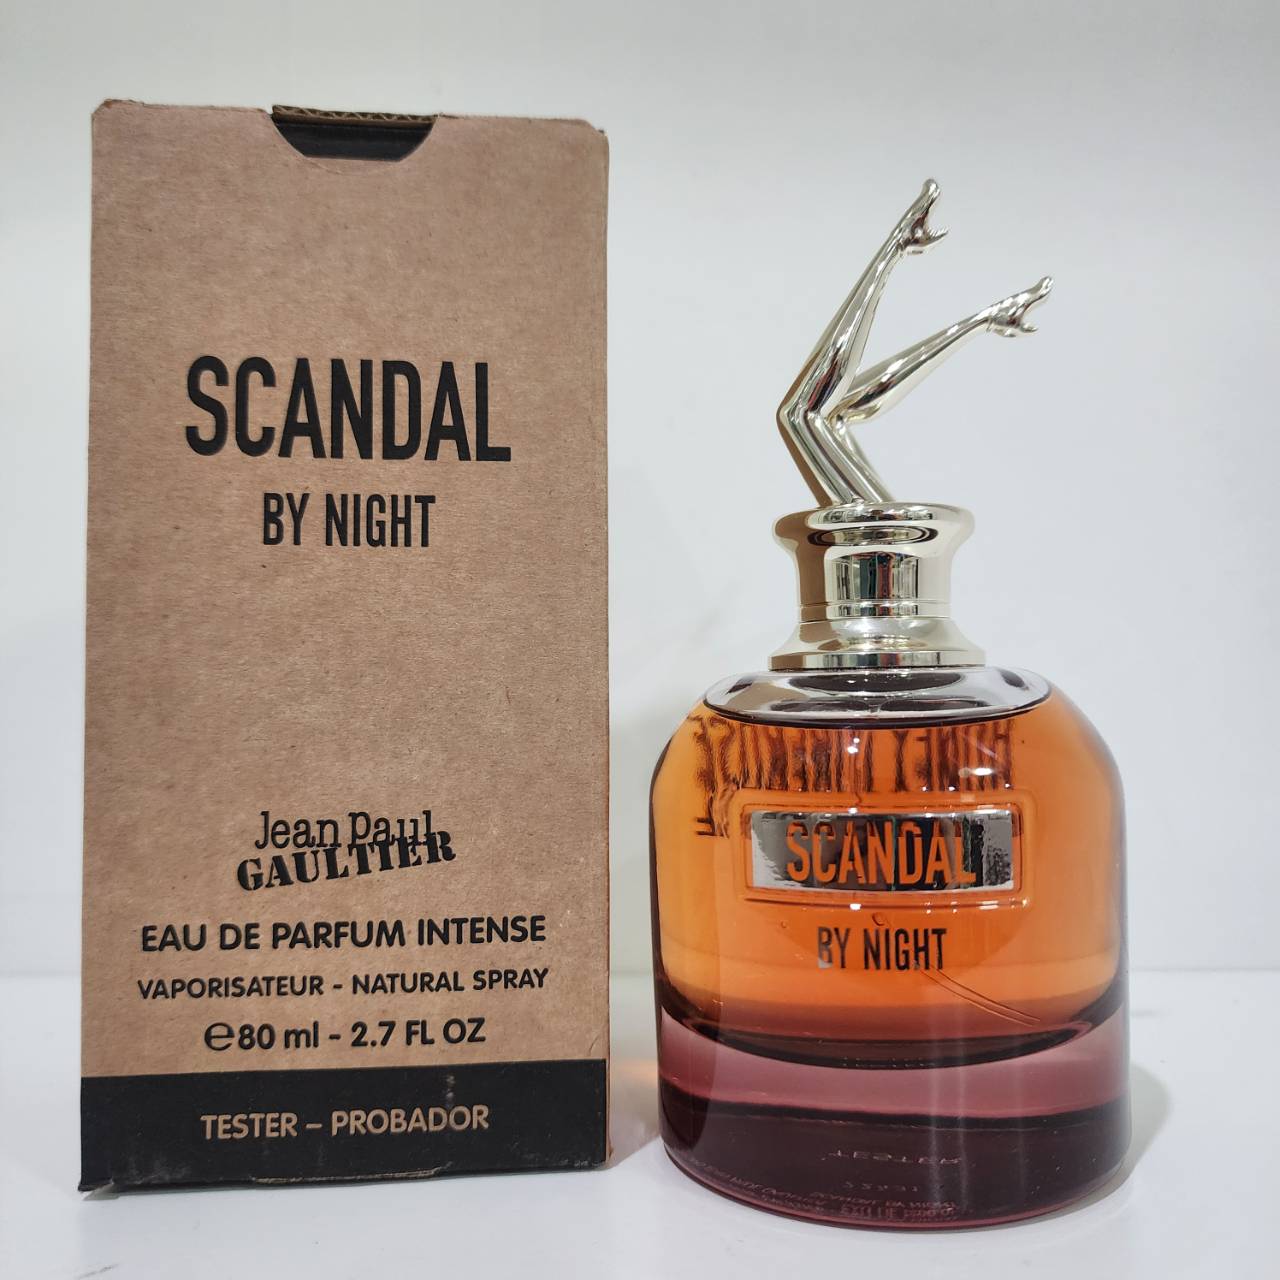 SCANDAL
BY NIGHT
Jean Paul
GAULTIER
EAU DE PARFUM INTENSE
VAPORISATEUR - NATURAL SPRAY
℮80 ml - 2.7 FL OZ
TESTER – PROBADOR
SCANDAL
BY NIGHT
TESTER